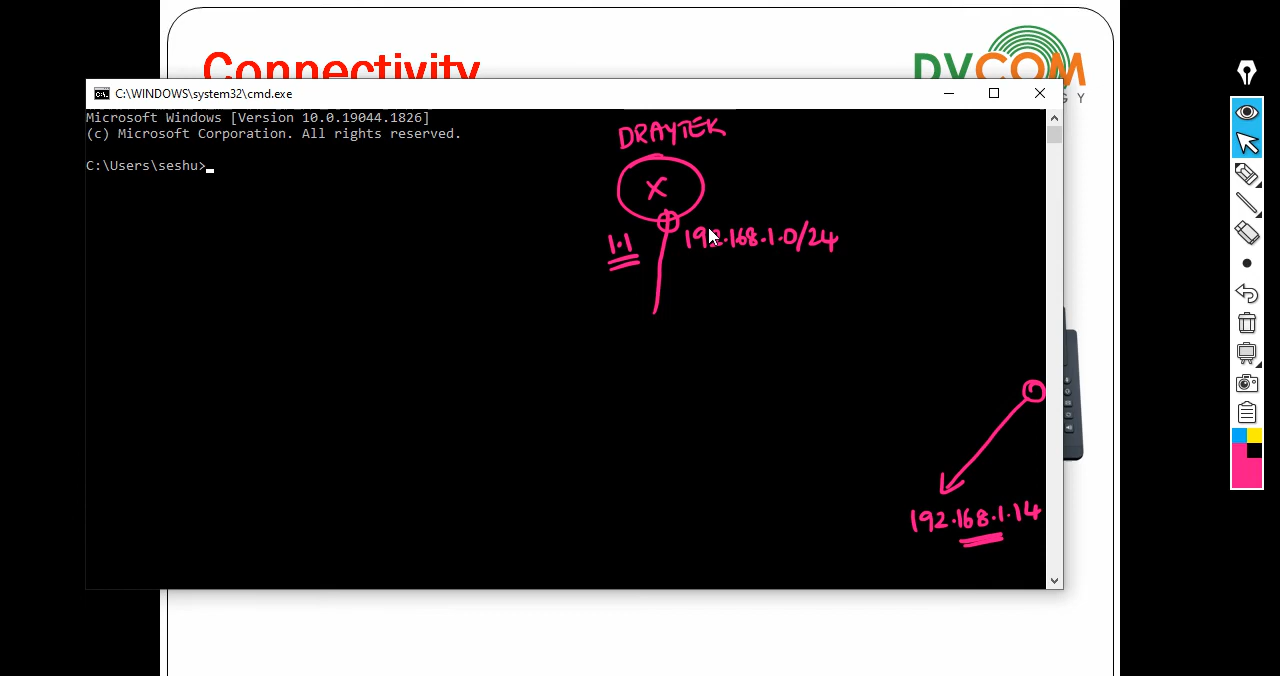 Connectivity
DVCOM
G Y
C:\WINDOWS\system32\cmd.exe
Microsoft Windows [Version 10.0.19044.1826]
(c) Microsoft Corporation. All rights reserved.
C:\Users\seshu>
DRAYTEK
X
1.1
192.168.1.0/24
192.168.1.14